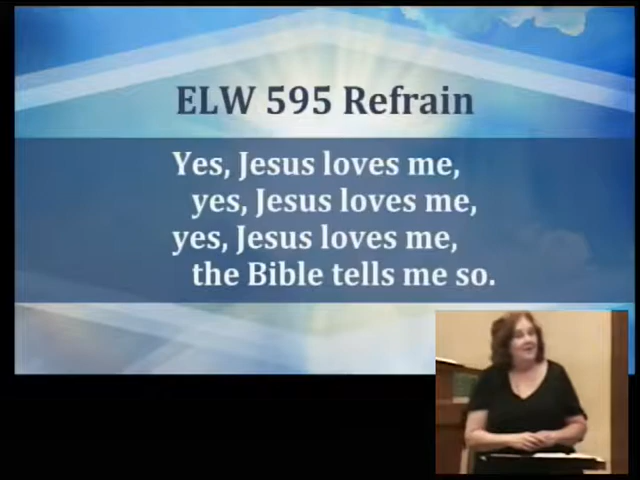 ELW 595 Refrain
Yes, Jesus loves me,
yes, Jesus loves me,
yes, Jesus loves me,
the Bible tells me so.